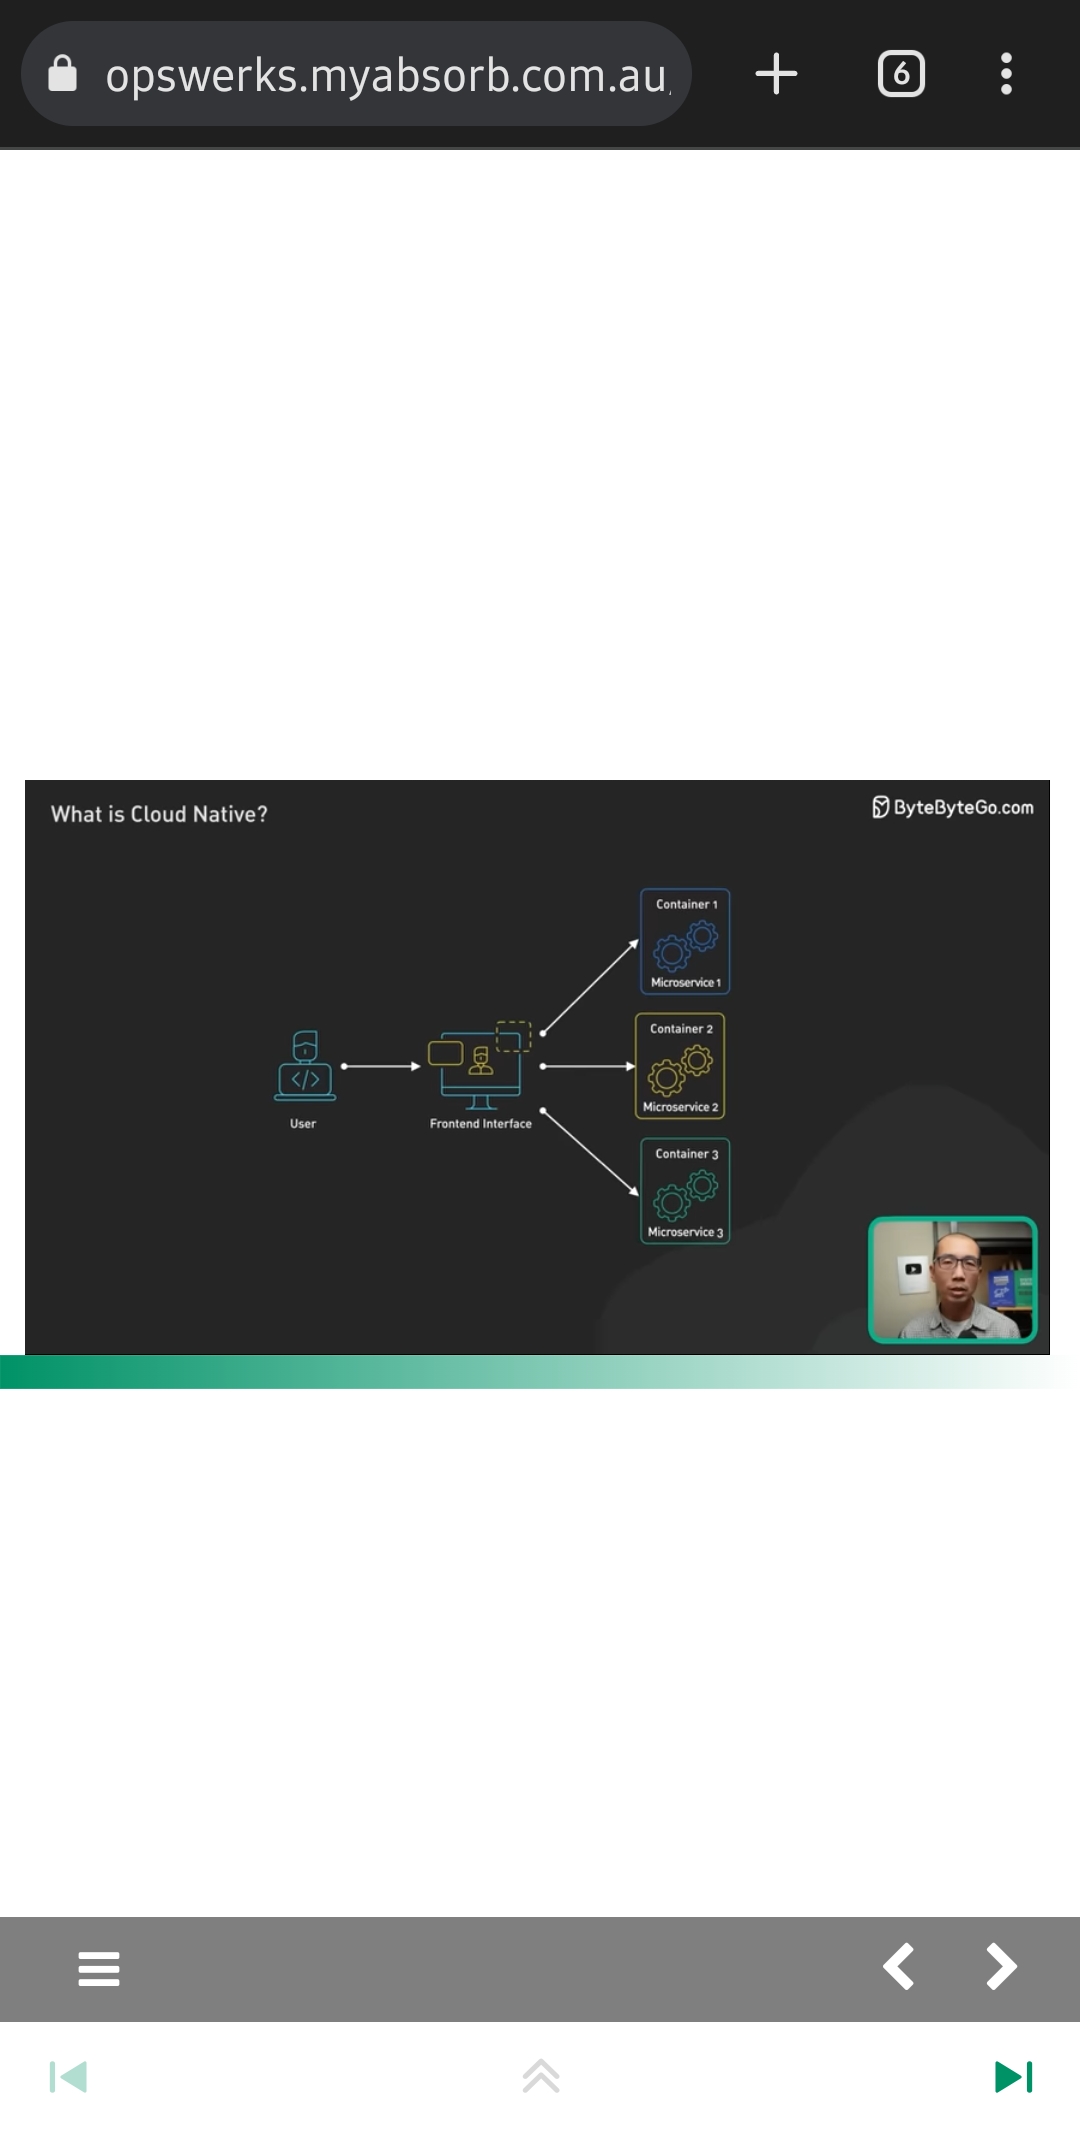 opswerks.myabsorb.com.au
6
What is Cloud Native?
ByteByteGo.com
Container 1
Microservice 1
Container 2
Microservice 2
Container 3
Microservice 3
</>
User
Frontend Interface